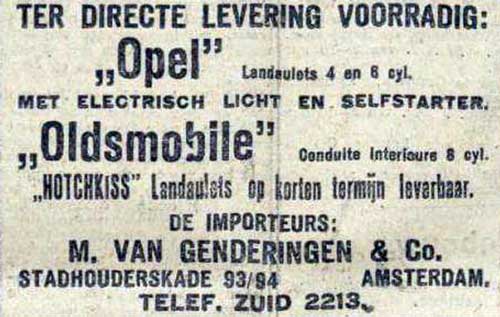 TER DIRECTE LEVERING VOORRADIG:
„Opel” Landaulets 4 en 6 cyl.
MET ELECTRISCH LICHT EN SELFSTARTER.
„Oldsmobile” Conduite Interieure 8 cyl.
„HOTCHKISS” Landaulets op korten termijn leverbaar.
DE IMPORTEURS:
M. VAN GENDERINGEN & Co.
STADHOUDERSKADE 93/94 AMSTERDAM.
TELEF. ZUID 2213.